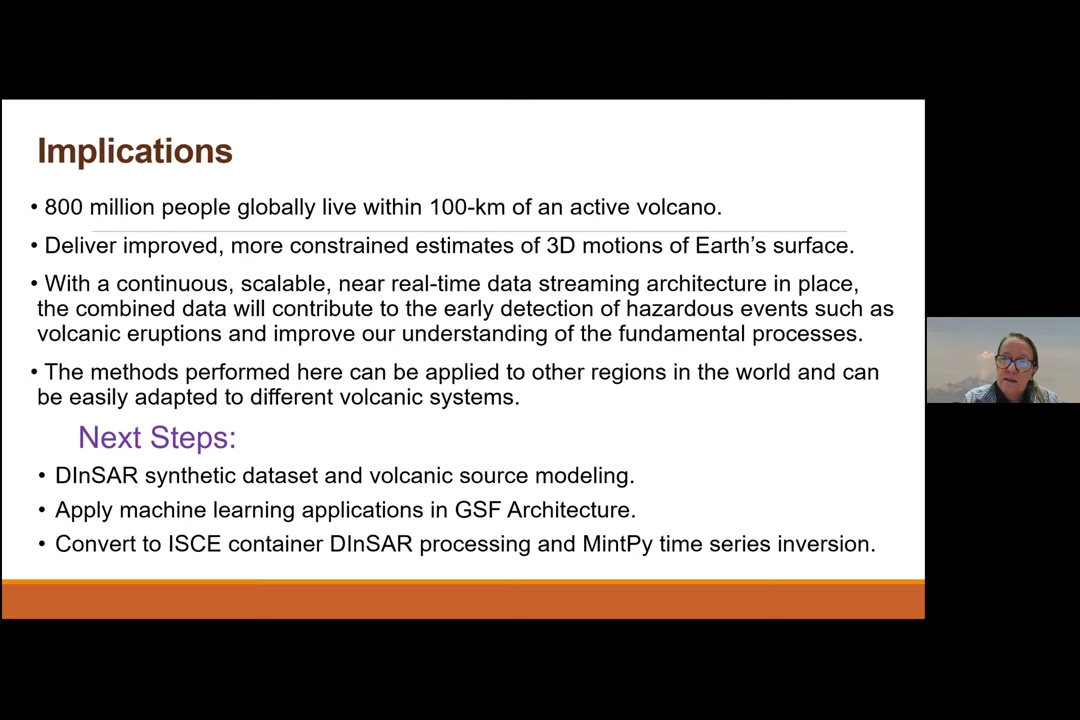 Implications
• 800 million people globally live within 100-km of an active volcano.
• Deliver improved, more constrained estimates of 3D motions of Earth’s surface.
• With a continuous, scalable, near real-time data streaming architecture in place,
the combined data will contribute to the early detection of hazardous events such as
volcanic eruptions and improve our understanding of the fundamental processes.
• The methods performed here can be applied to other regions in the world and can
be easily adapted to different volcanic systems.
Next Steps:
• DInSAR synthetic dataset and volcanic source modeling.
• Apply machine learning applications in GSF Architecture.
• Convert to ISCE container DInSAR processing and MintPy time series inversion.